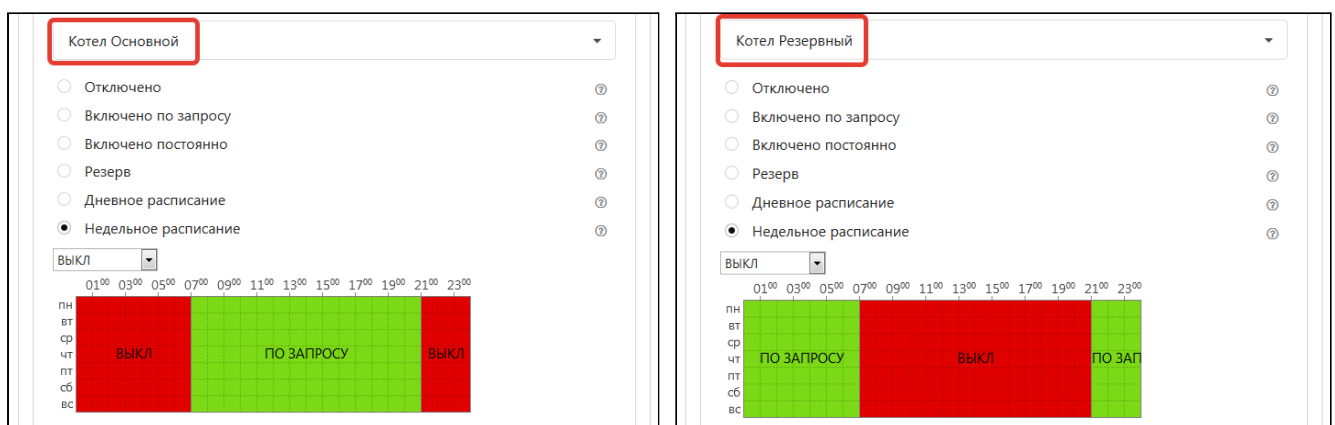 Котел Основной
Отключено
Включено по запросу
Включено постоянно
Резерв
Дневное расписание
Недельное расписание
ВЫКЛ
01⁰⁰ 03⁰⁰ 05⁰⁰ 07⁰⁰ 09⁰⁰ 11⁰⁰ 13⁰⁰ 15⁰⁰ 17⁰⁰ 19⁰⁰ 21⁰⁰ 23⁰⁰
пн
вт
ср
чт ВЫКЛ ПО ЗАПРОСУ ВЫКЛ
пт
сб
вс
Котел Резервный
Отключено
Включено по запросу
Включено постоянно
Резерв
Дневное расписание
Недельное расписание
ВЫКЛ
01⁰⁰ 03⁰⁰ 05⁰⁰ 07⁰⁰ 09⁰⁰ 11⁰⁰ 13⁰⁰ 15⁰⁰ 17⁰⁰ 19⁰⁰ 21⁰⁰ 23⁰⁰
пн
вт
ср
чт ПО ЗАПРОСУ ВЫКЛ ПО ЗАП
пт
сб
вс